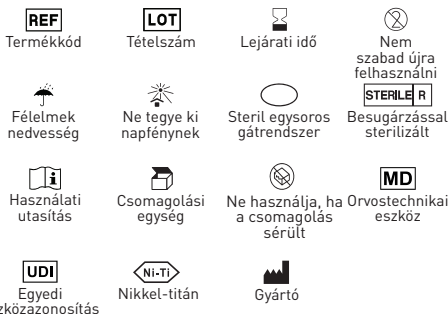 REF
LOT
Termékkód
Tételszám
Lejárati idő
Nem
szabad újra
felhasználni
2
STERILE R
Félelmek
nedvesség
Ne tegye ki
napfénynek
Steril egysoros
gátrendszer
Besugárzással
sterilizált
i
MD
Használati
utasítás
Csomagolási
egység
Ne használja, ha
a csomagolás
sérült
Orvostechnikai
eszköz
UDI
Ni-Ti
Egyedi
zközazonosítás
Nikkel-titán
Gyártó